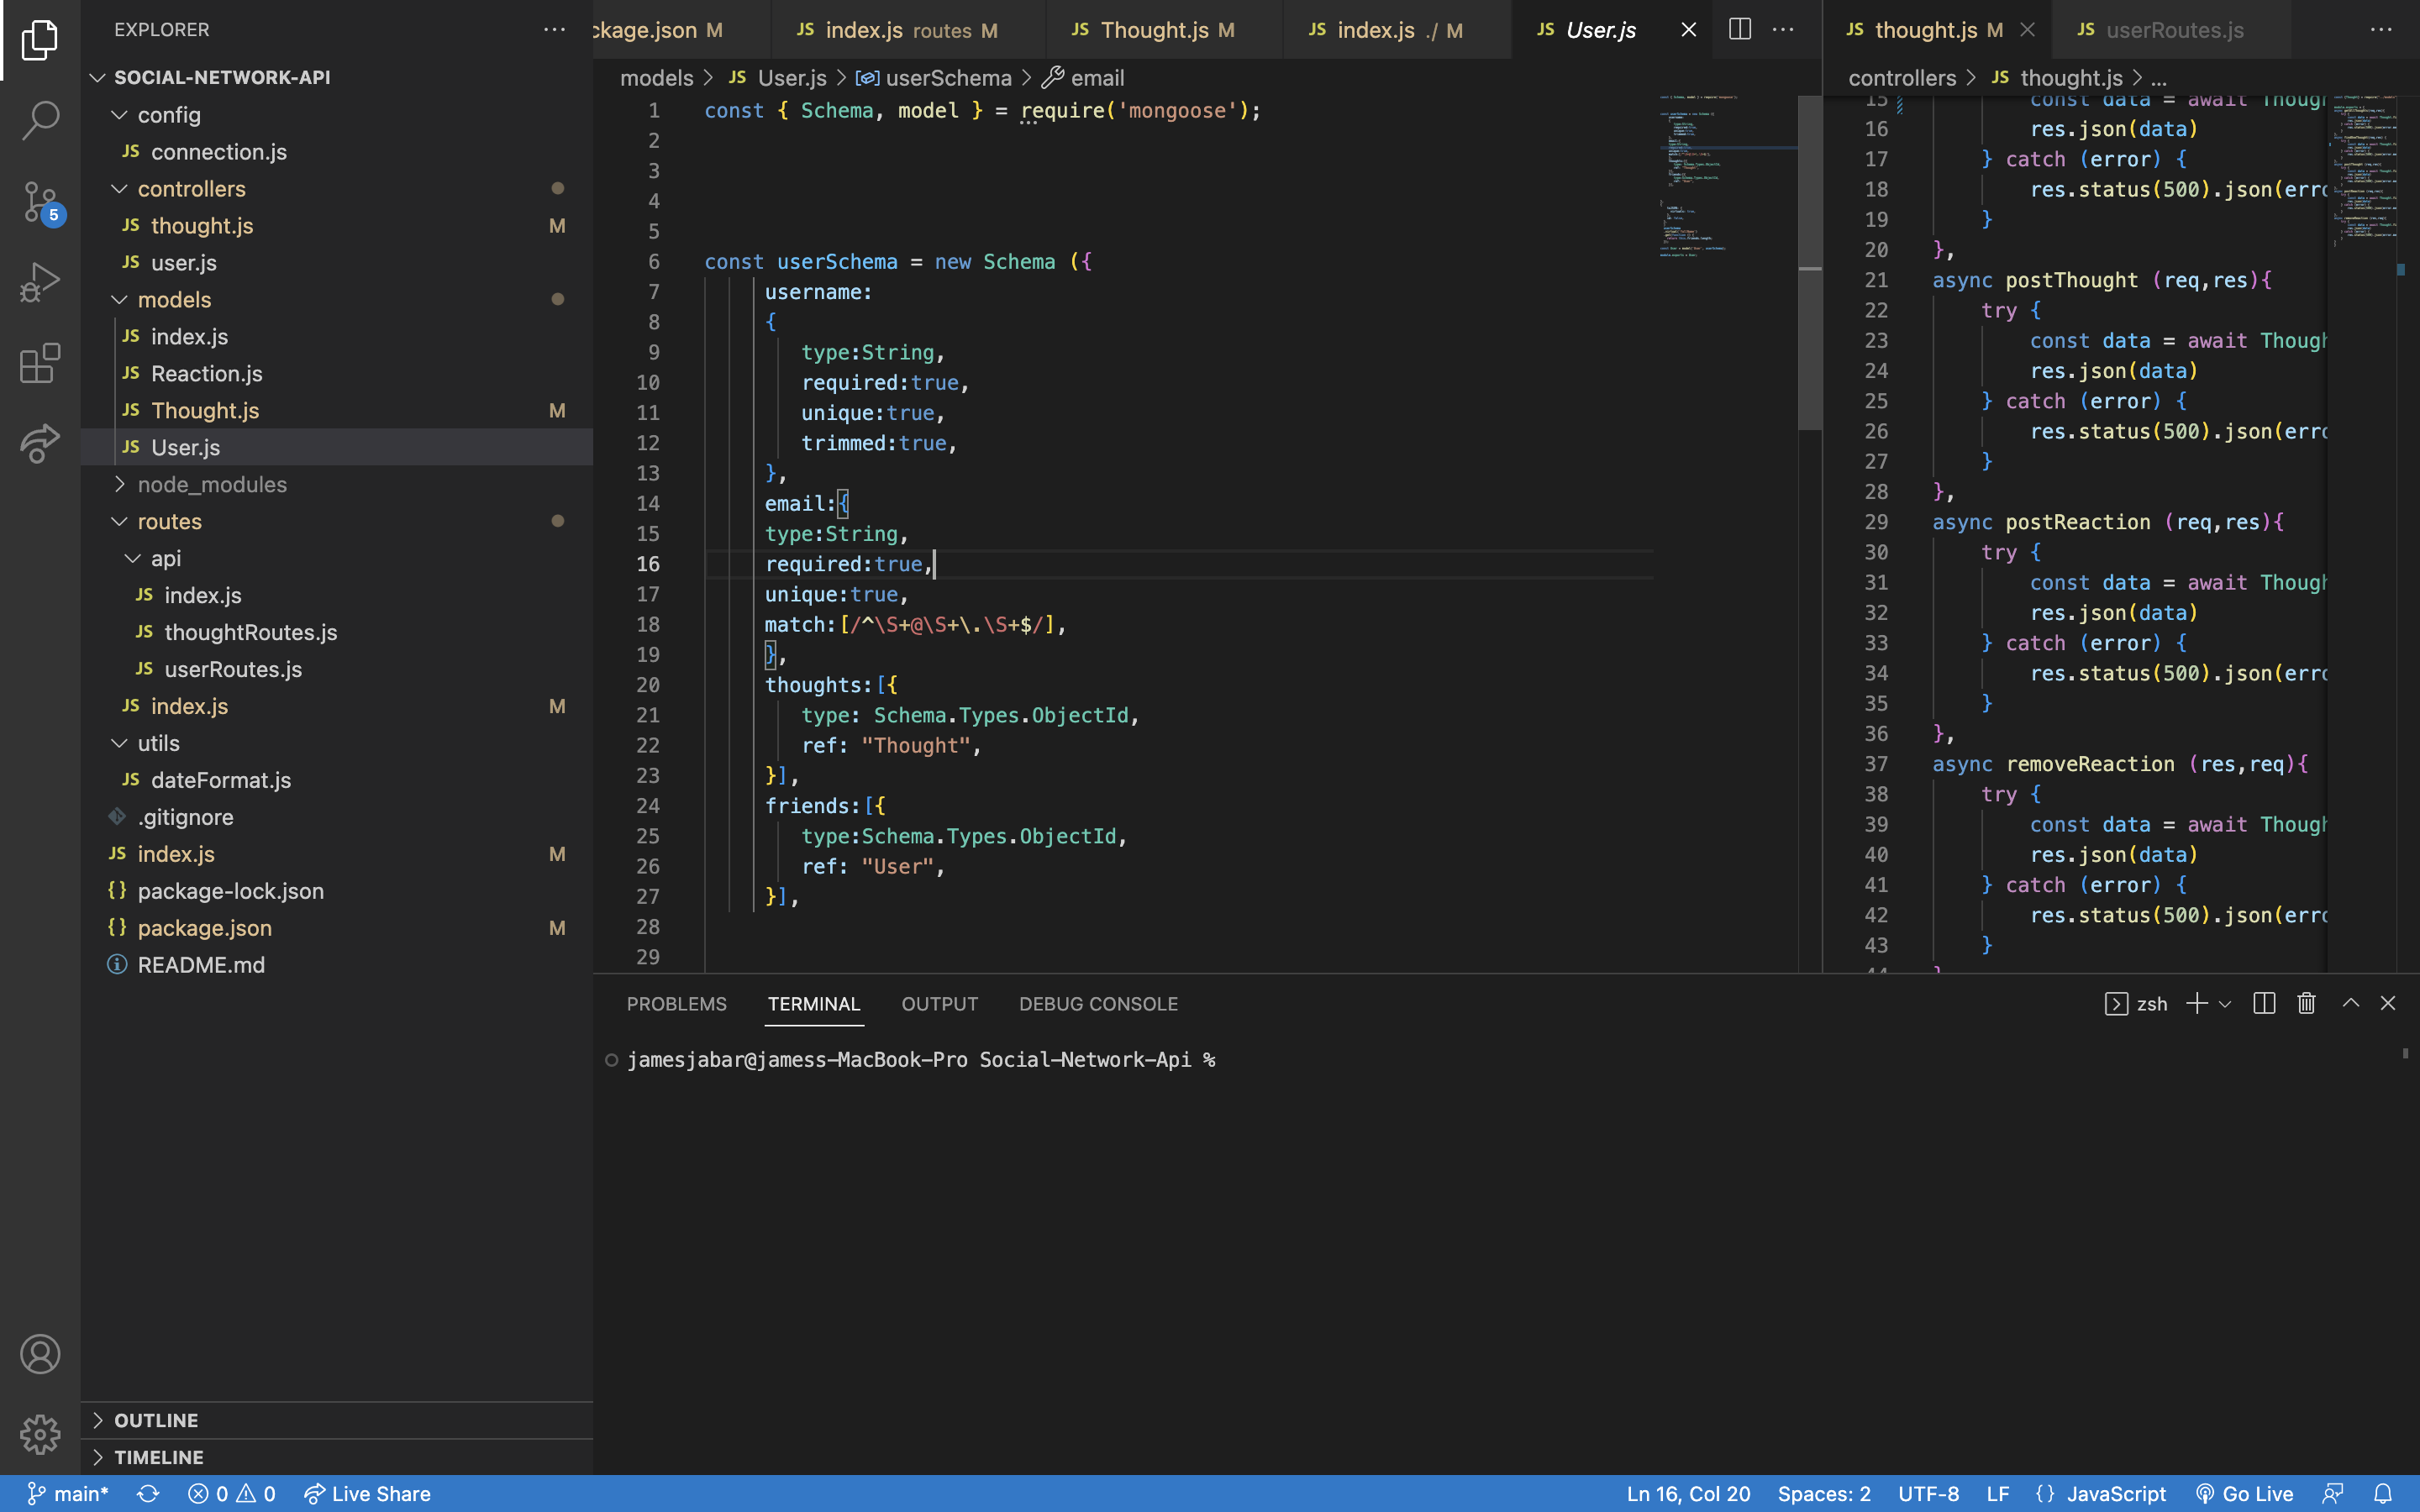 EXPLORER
SOCIAL-NETWORK-API
config
JS connection.js
controllers
JS thought.js M
JS user.js
models
JS index.js
JS Reaction.js
JS Thought.js M
JS User.js
node_modules
routes
api
JS index.js
JS thoughtRoutes.js
JS userRoutes.js
JS index.js M
utils
JS dateFormat.js
.gitignore
JS index.js M
{} package-lock.json
{} package.json M
README.md
OUTLINE
TIMELINE
5
ckage.json M
JS index.js routes M
JS Thought.js M
JS index.js ./ M
JS User.js
models > JS User.js > userSchema > email
1 const { Schema, model } = require('mongoose');
2
3
4
5
6 const userSchema = new Schema ({
7 username:
8 {
9 type:String,
10 required:true,
11 unique:true,
12 trimmed:true,
13 },
14 email:{
15 type:String,
16 required:true,
17 unique:true,
18 match:[/^\S+@\S+\.\S+$/],
19 },
20 thoughts:[{
21 type: Schema.Types.ObjectId,
22 ref: "Thought",
23 }],
24 friends:[{
25 type:Schema.Types.ObjectId,
26 ref: "User",
27 }],
28
29
JS thought.js M
JS userRoutes.js
controllers > JS thought.js > ...
15 const data = await Though
16 res.json(data)
17 } catch (error) {
18 res.status(500).json(erro
19 }
20 },
21 async postThought (req,res){
22 try {
23 const data = await Though
24 res.json(data)
25 } catch (error) {
26 res.status(500).json(erro
27 }
28 },
29 async postReaction (req,res){
30 try {
31 const data = await Though
32 res.json(data)
33 } catch (error) {
34 res.status(500).json(erro
35 }
36 },
37 async removeReaction (res,req){
38 try {
39 const data = await Though
40 res.json(data)
41 } catch (error) {
42 res.status(500).json(erro
43 }
44 }
PROBLEMS TERMINAL OUTPUT DEBUG CONSOLE
zsh
jamesjabar@jamess-MacBook-Pro Social-Network-Api %
main* 0 0 Live Share
Ln 16, Col 20 Spaces: 2 UTF-8 LF {} JavaScript Go Live